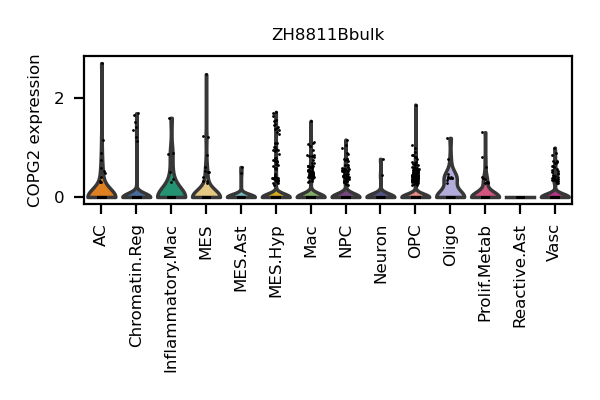 ZH8811Bbulk
COPG2 expression
2
0
AC
Chromatin.Reg
Inflammatory.Mac
MES
MES.Ast
MES.Hyp
Mac
NPC
Neuron
OPC
Oligo
Prolif.Metab
Reactive.Ast
Vasc